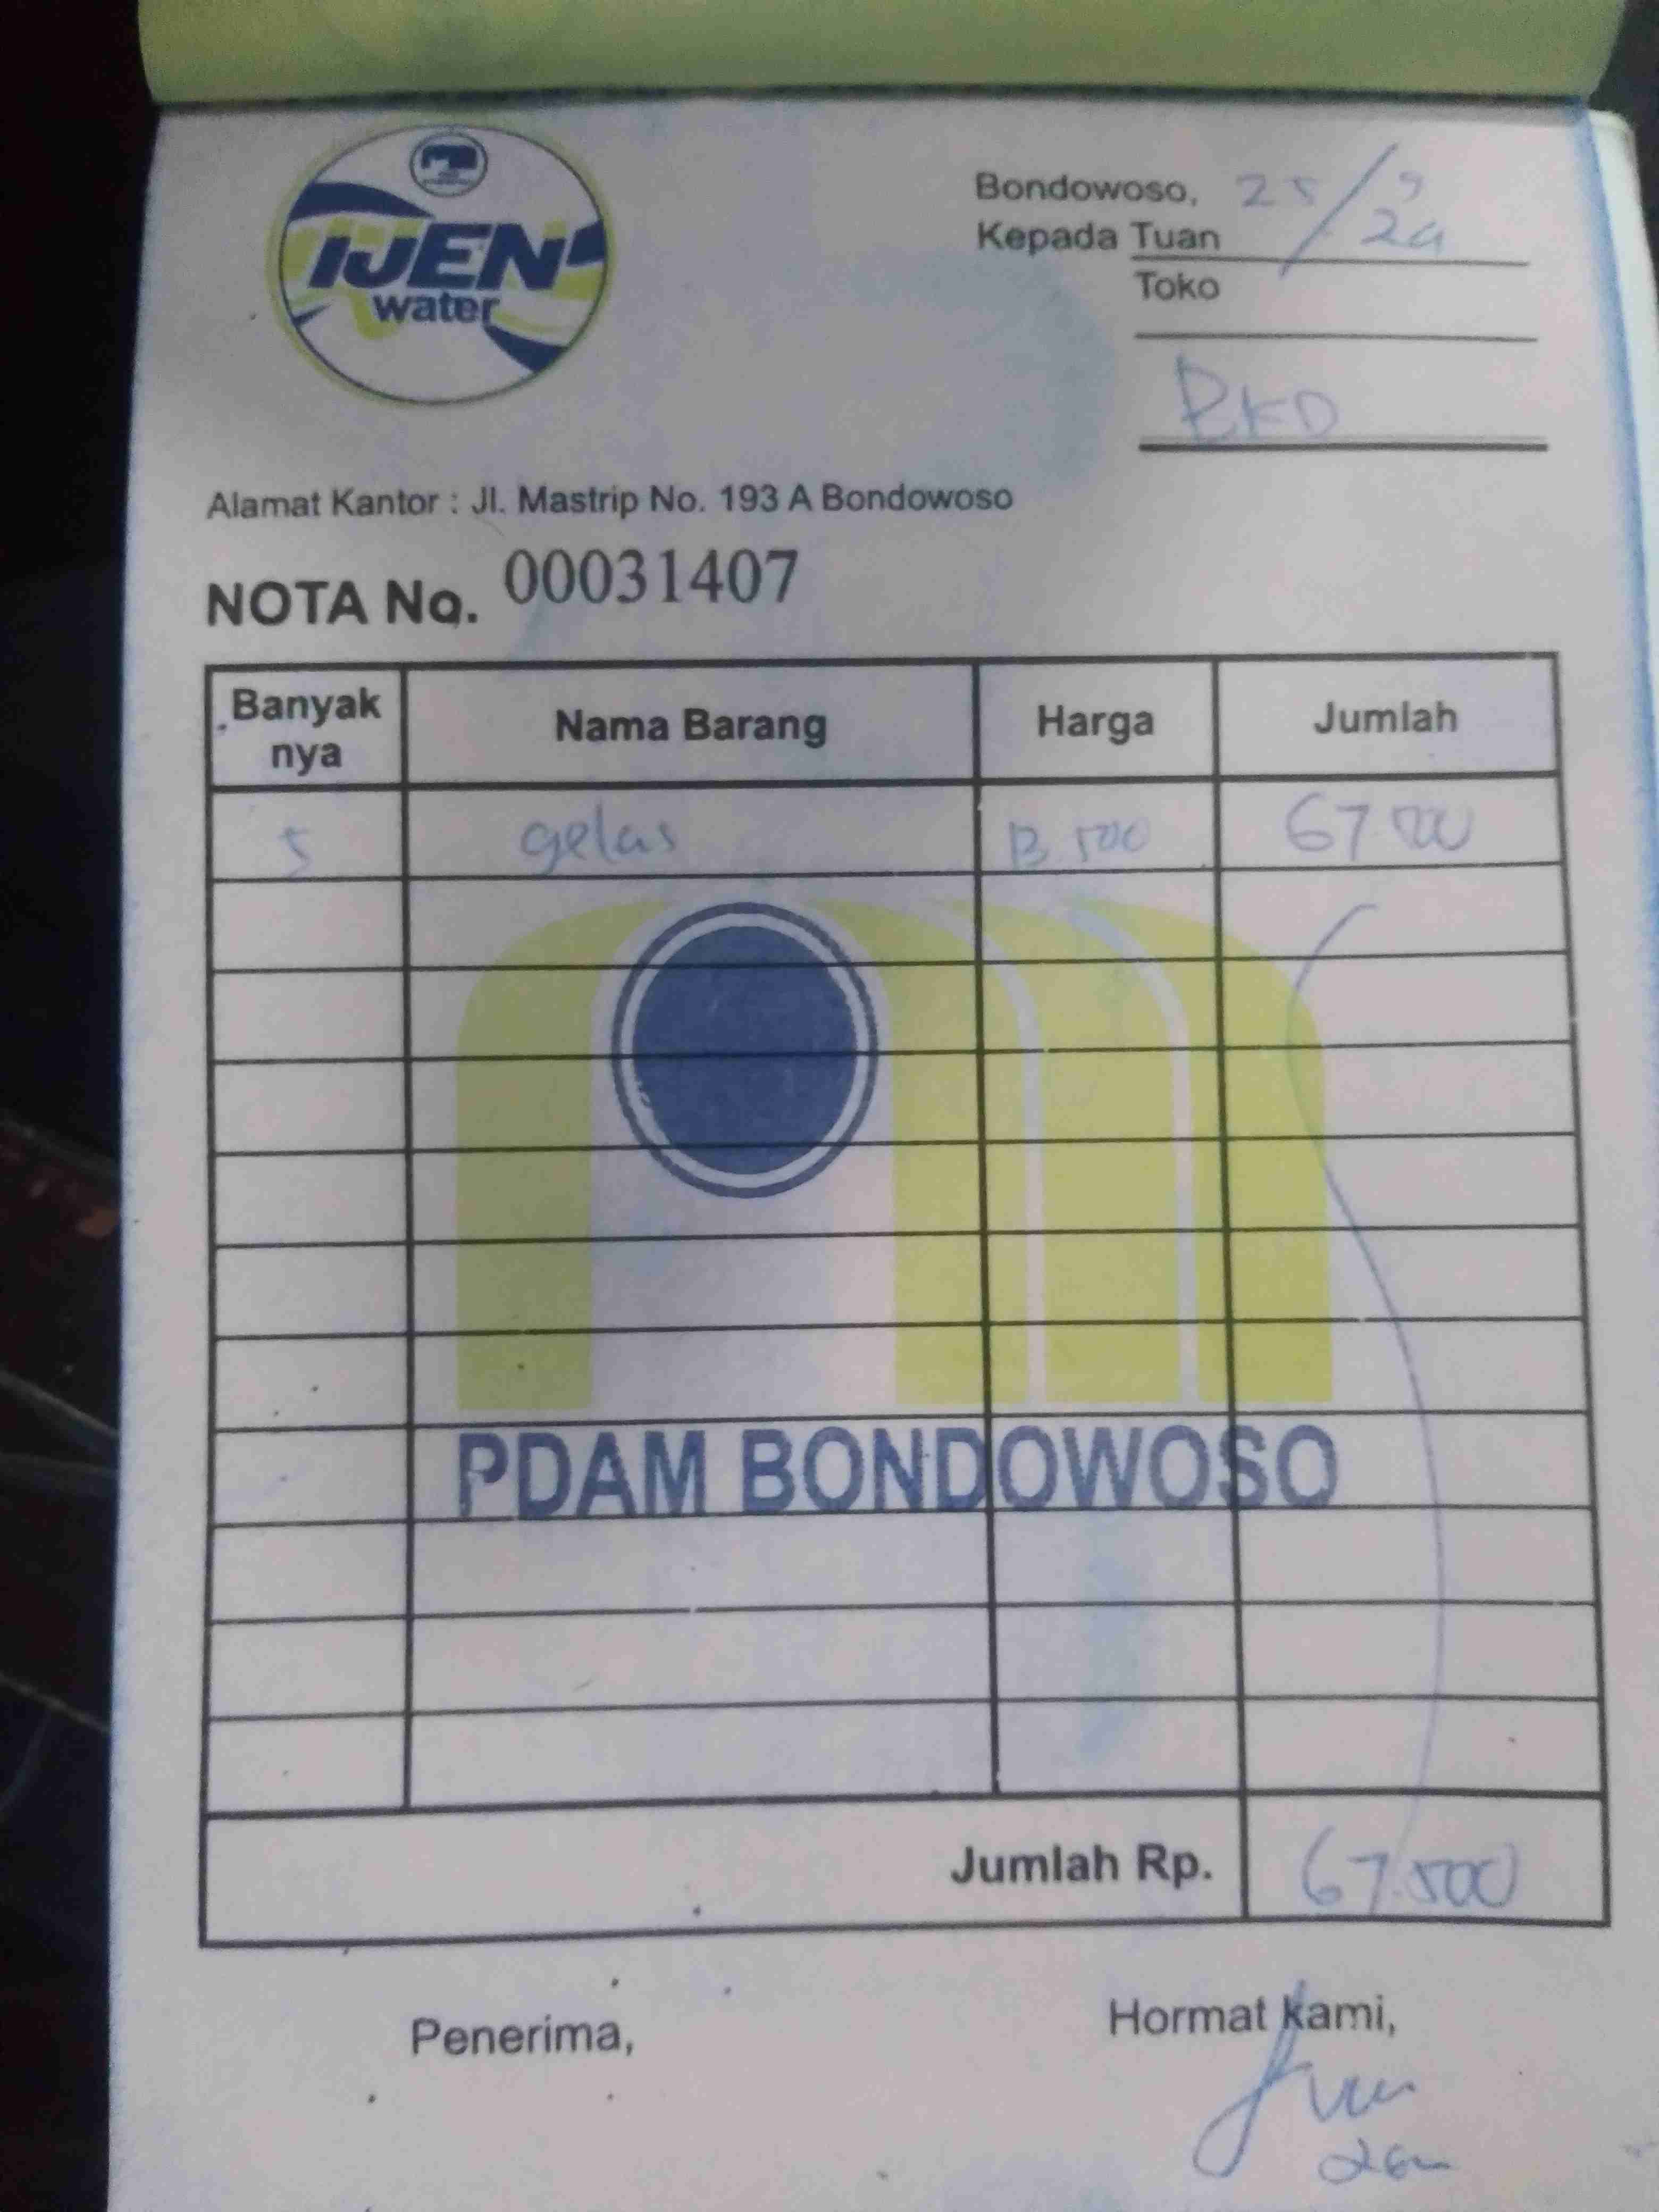 IJEN
water
Bondowoso, 25/9
Kepada Tuan 24
Toko
BKD
Alamat Kantor : Jl. Mastrip No. 193 A Bondowoso
NOTA No. 00031407
Banyak nya Nama Barang Harga Jumlah
5 gelas 13.500 67.500
PDAM BONDOWOSO
Jumlah Rp. 67.500
Penerima, Hormat kami,